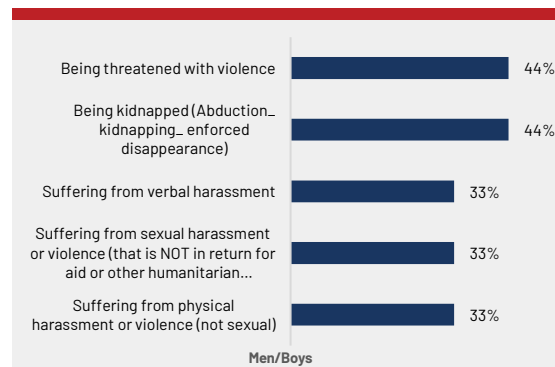 Being threatened with violence
44%
Being kidnapped (Abduction_
kidnapping_ enforced
disappearance)
44%
Suffering from verbal harassment
33%
Suffering from sexual harassment
or violence (that is NOT in return for
aid or other humanitarian...
33%
Suffering from physical
harassment or violence (not sexual)
33%
Men/Boys